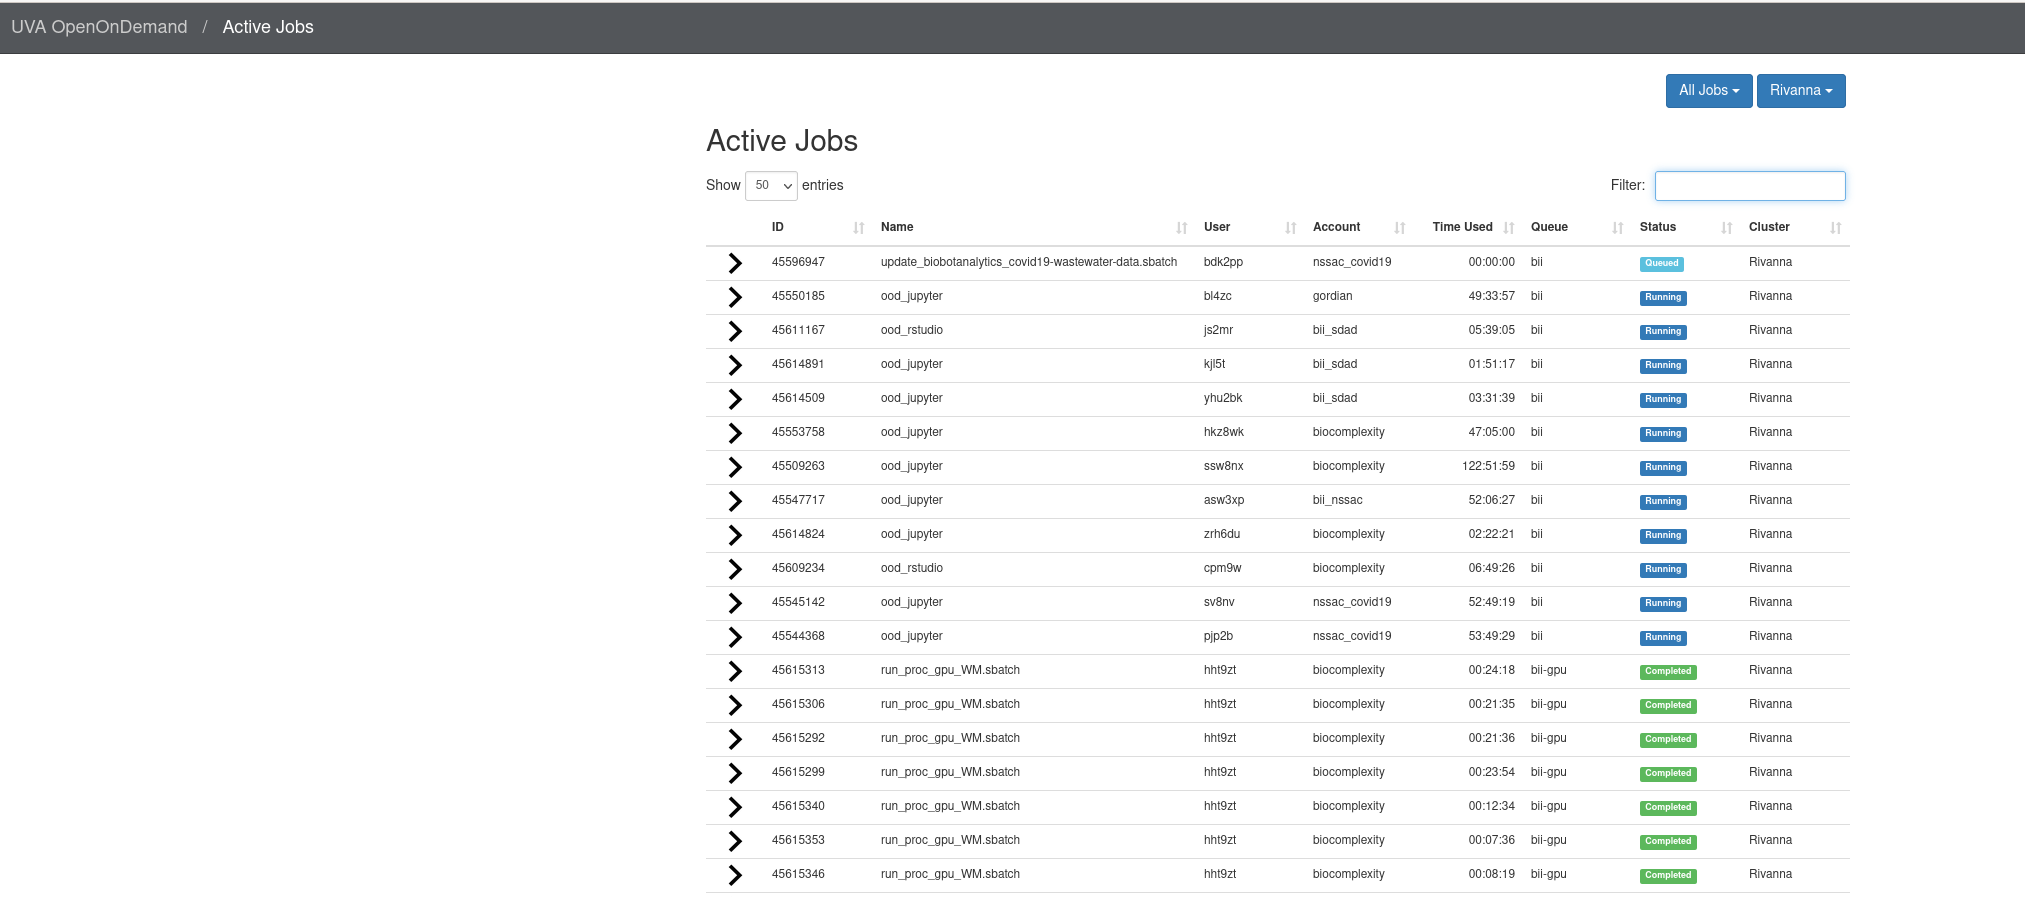 UVA OpenOnDemand / Active Jobs
All Jobs Rivanna
Active Jobs
Show 50 entries Filter:
ID Name User Account Time Used Queue Status Cluster
45596947 update_biobotanalytics_covid19-wastewater-data.sbatch bdk2pp nssac_covid19 00:00:00 bii Queued Rivanna
45550185 ood_jupyter bl4zc gordian 49:33:57 bii Running Rivanna
45611167 ood_rstudio js2mr bii_sdad 05:39:05 bii Running Rivanna
45614891 ood_jupyter kjl5t bii_sdad 01:51:17 bii Running Rivanna
45614509 ood_jupyter yhu2bk bii_sdad 03:31:39 bii Running Rivanna
45553758 ood_jupyter hkz8wk biocomplexity 47:05:00 bii Running Rivanna
45509263 ood_jupyter ssw8nx biocomplexity 122:51:59 bii Running Rivanna
45547717 ood_jupyter asw3xp bii_nssac 52:06:27 bii Running Rivanna
45614824 ood_jupyter zrh6du biocomplexity 02:22:21 bii Running Rivanna
45609234 ood_rstudio cpm9w biocomplexity 06:49:26 bii Running Rivanna
45545142 ood_jupyter sv8nv nssac_covid19 52:49:19 bii Running Rivanna
45544368 ood_jupyter pjp2b nssac_covid19 53:49:29 bii Running Rivanna
45615313 run_proc_gpu_WM.sbatch hht9zt biocomplexity 00:24:18 bii-gpu Completed Rivanna
45615306 run_proc_gpu_WM.sbatch hht9zt biocomplexity 00:21:35 bii-gpu Completed Rivanna
45615292 run_proc_gpu_WM.sbatch hht9zt biocomplexity 00:21:36 bii-gpu Completed Rivanna
45615299 run_proc_gpu_WM.sbatch hht9zt biocomplexity 00:23:54 bii-gpu Completed Rivanna
45615340 run_proc_gpu_WM.sbatch hht9zt biocomplexity 00:12:34 bii-gpu Completed Rivanna
45615353 run_proc_gpu_WM.sbatch hht9zt biocomplexity 00:07:36 bii-gpu Completed Rivanna
45615346 run_proc_gpu_WM.sbatch hht9zt biocomplexity 00:08:19 bii-gpu Completed Rivanna